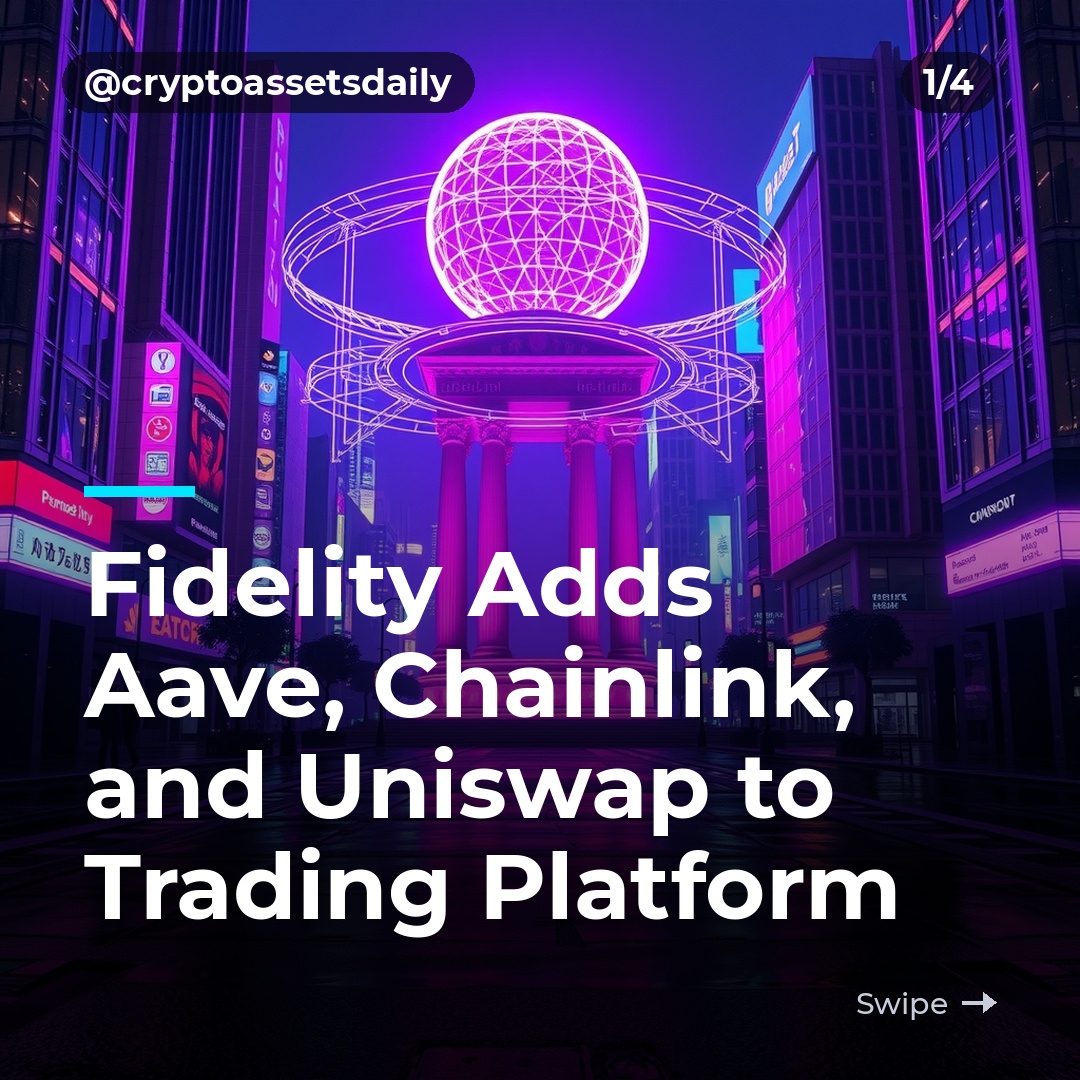 @cryptoassetsdaily
1/4
Fidelity Adds
Aave, Chainlink,
and Uniswap to
Trading Platform
Swipe →